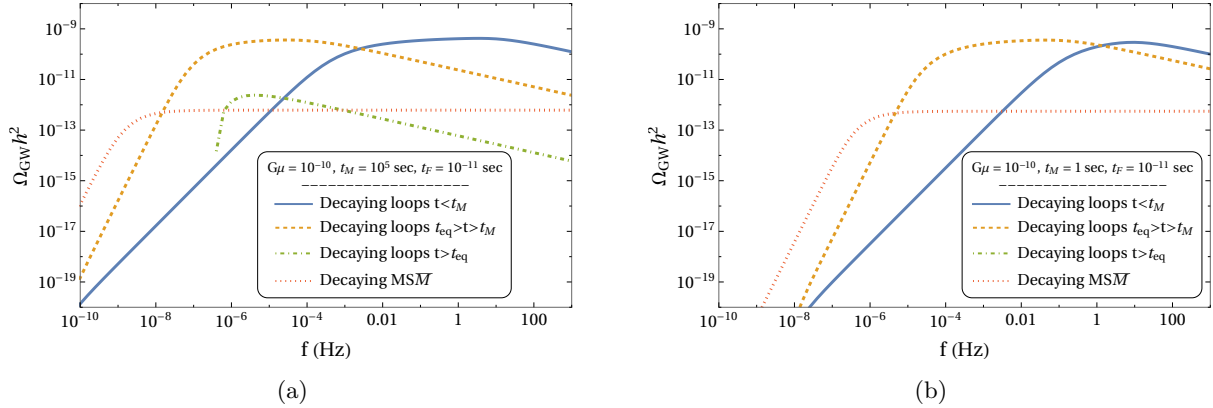 10⁻⁹
10⁻¹¹
10⁻¹³
10⁻¹⁵
10⁻¹⁷
10⁻¹⁹
Ω_GW h²
Gμ = 10⁻¹⁰, t_M = 10⁵ sec, t_F = 10⁻¹¹ sec
Decaying loops t<t_M
Decaying loops t_eq>t>t_M
Decaying loops t>t_eq
Decaying MSM̅
10⁻¹⁰ 10⁻⁸ 10⁻⁶ 10⁻⁴ 0.01 1 100
f (Hz)
(a)
10⁻⁹
10⁻¹¹
10⁻¹³
10⁻¹⁵
10⁻¹⁷
10⁻¹⁹
Ω_GW h²
Gμ = 10⁻¹⁰, t_M = 1 sec, t_F = 10⁻¹¹ sec
Decaying loops t<t_M
Decaying loops t_eq>t>t_M
Decaying loops t>t_eq
Decaying MSM̅
10⁻¹⁰ 10⁻⁸ 10⁻⁶ 10⁻⁴ 0.01 1 100
f (Hz)
(b)